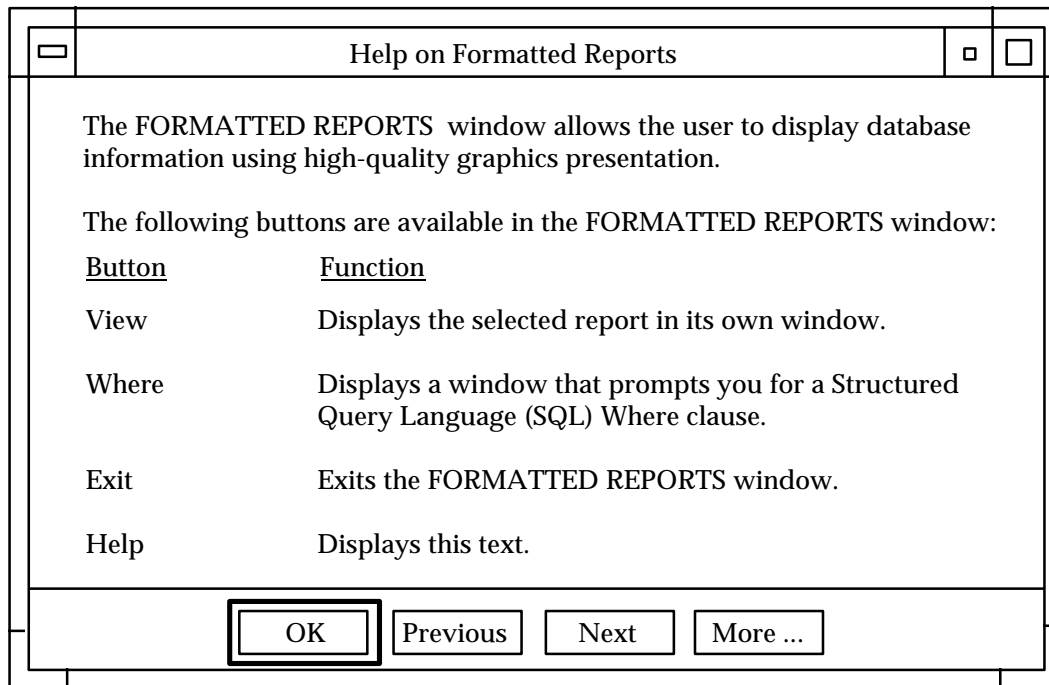 Help on Formatted Reports
The FORMATTED REPORTS window allows the user to display database
information using high-quality graphics presentation.
The following buttons are available in the FORMATTED REPORTS window:
Button Function
View Displays the selected report in its own window.
Where Displays a window that prompts you for a Structured
Query Language (SQL) Where clause.
Exit Exits the FORMATTED REPORTS window.
Help Displays this text.
OK Previous Next More ...